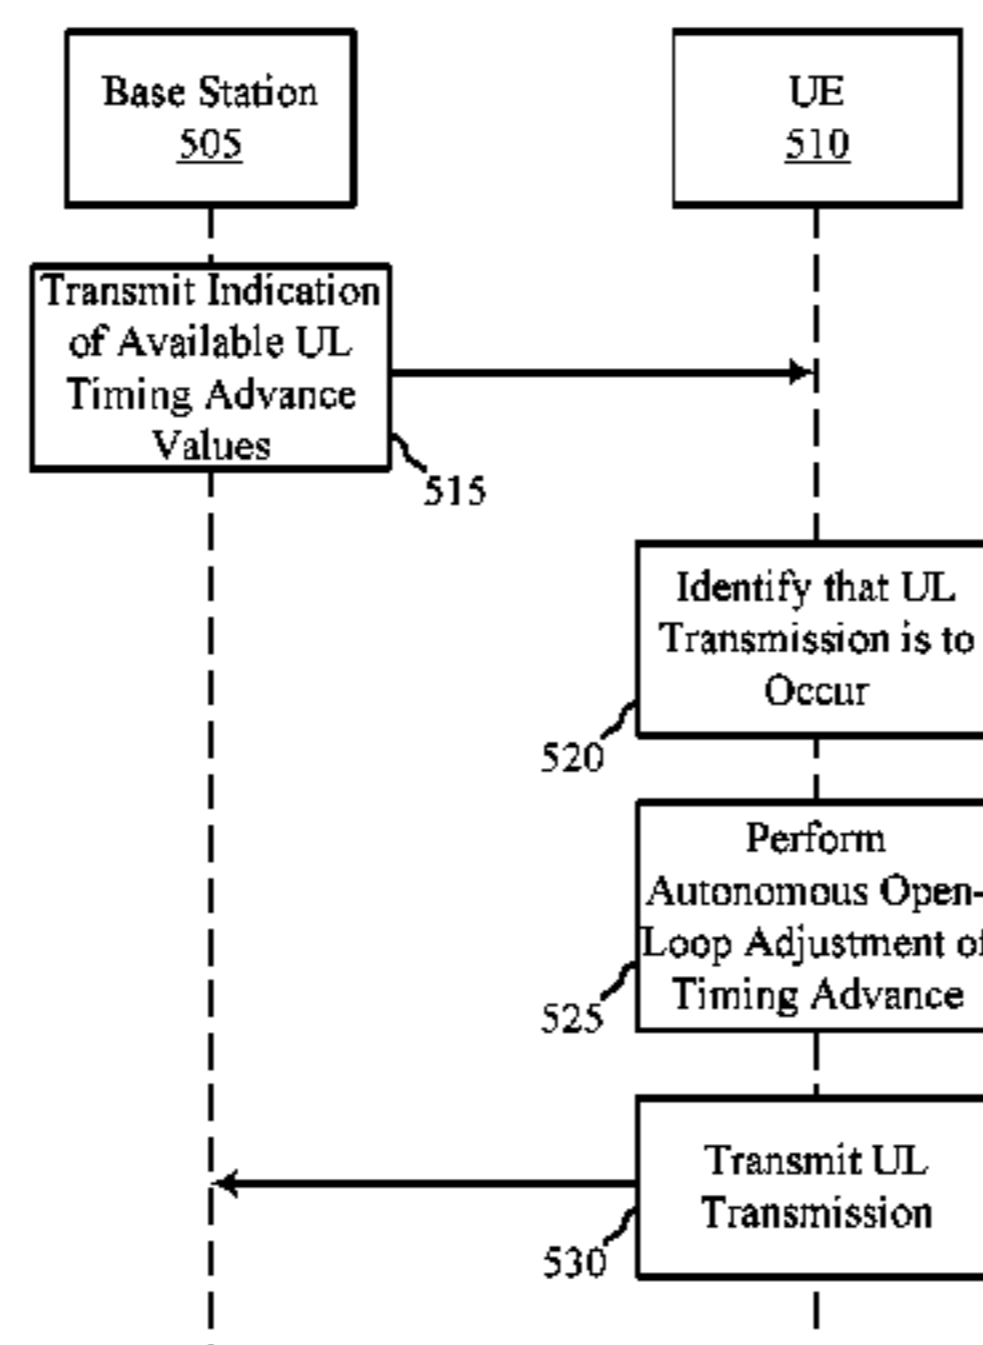 Base Station
505
UE
510
Transmit Indication
of Available UL
Timing Advance
Values
515
Identify that UL
Transmission is to
Occur
520
Perform
Autonomous Open-
Loop Adjustment of
Timing Advance
525
Transmit UL
Transmission
530